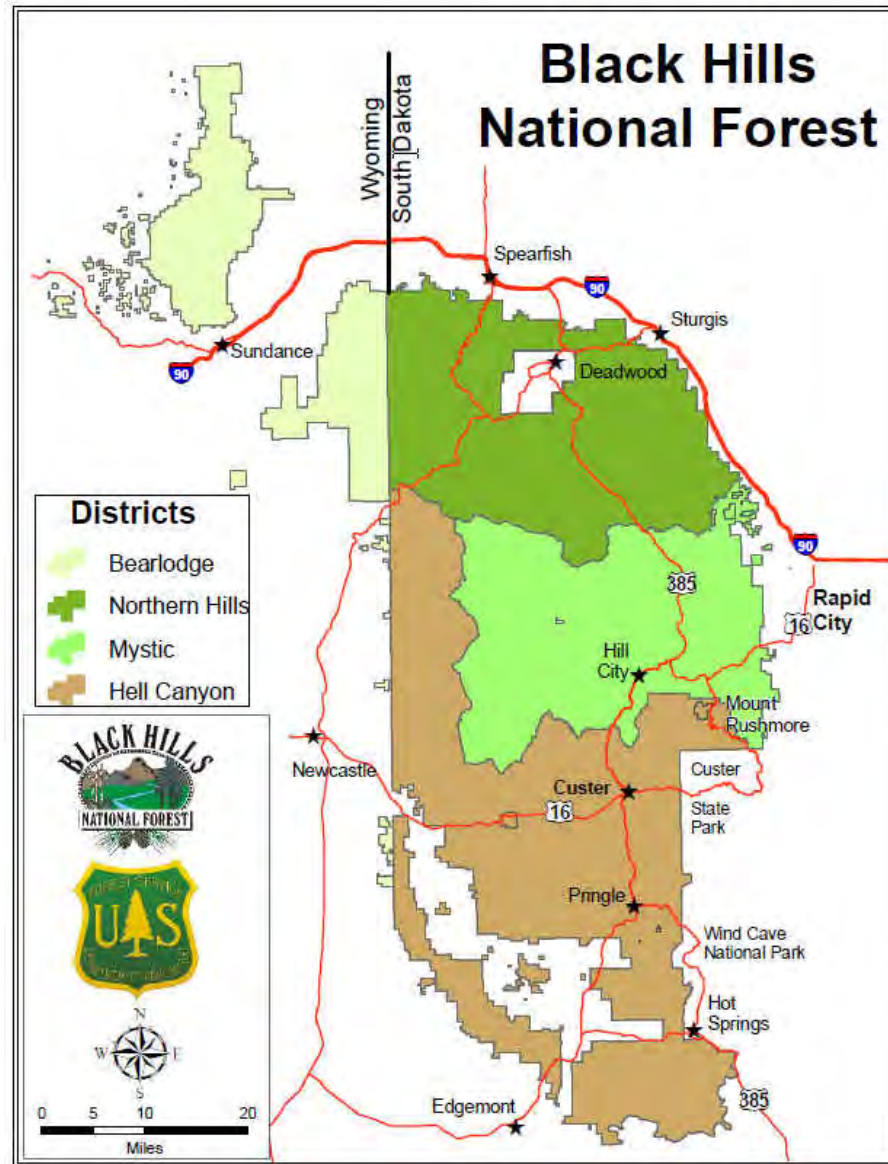 Black Hills
National Forest
Wyoming
South Dakota
Spearfish
90
Sturgis
Sundance
90
Deadwood
Districts
Bearlodge
Northern Hills
Mystic
Hell Canyon
90
385
16
Rapid
City
Hill
City
Mount
Rushmore
BLACK HILLS
NATIONAL FOREST
Newcastle
Custer
Custer
State
Park
16
Pringle
US
Wind Cave
National Park
Hot
Springs
N
W
E
S
0 5 10 20
Miles
Edgemont
385